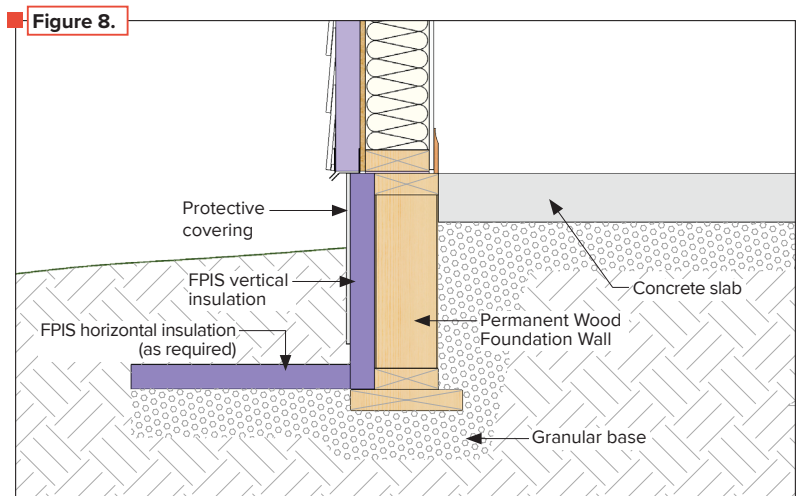 Figure 8.
Protective
covering
FPIS vertical
insulation
FPIS horizontal insulation
(as required)
Concrete slab
Permanent Wood
Foundation Wall
Granular base